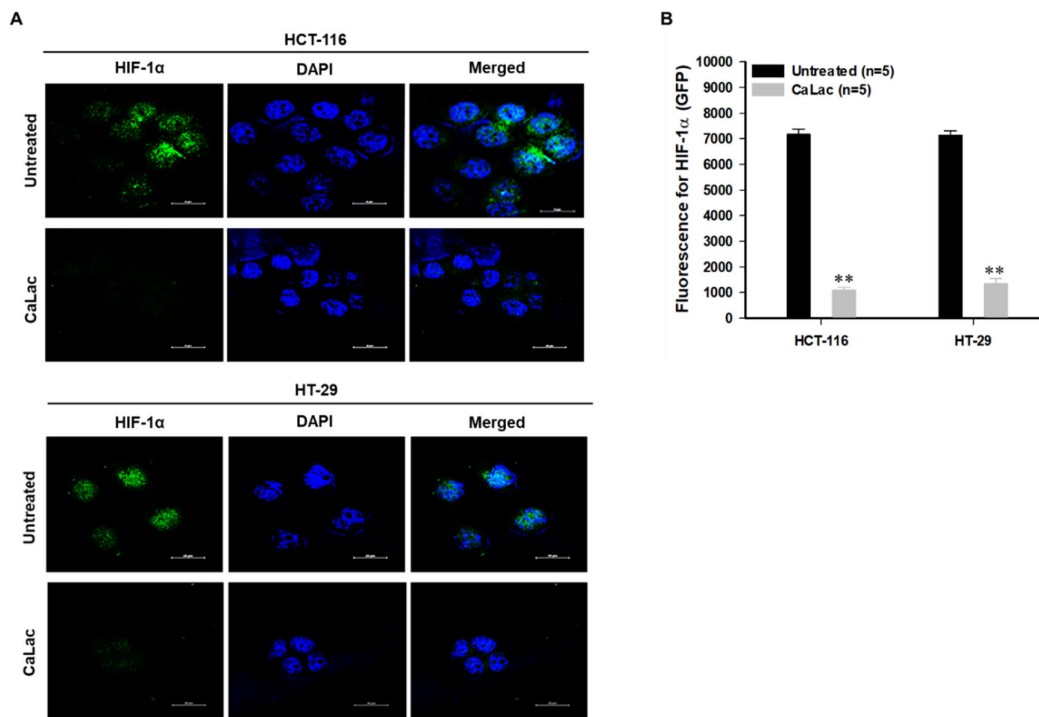 A
HCT-116
HIF-1α DAPI Merged
Untreated
CaLac
HT-29
HIF-1α DAPI Merged
Untreated
CaLac
B
Fluorescence for HIF-1α (GFP)
10000
9000
8000
7000
6000
5000
4000
3000
2000
1000
0
Untreated (n=5)
CaLac (n=5)
**
**
HCT-116 HT-29